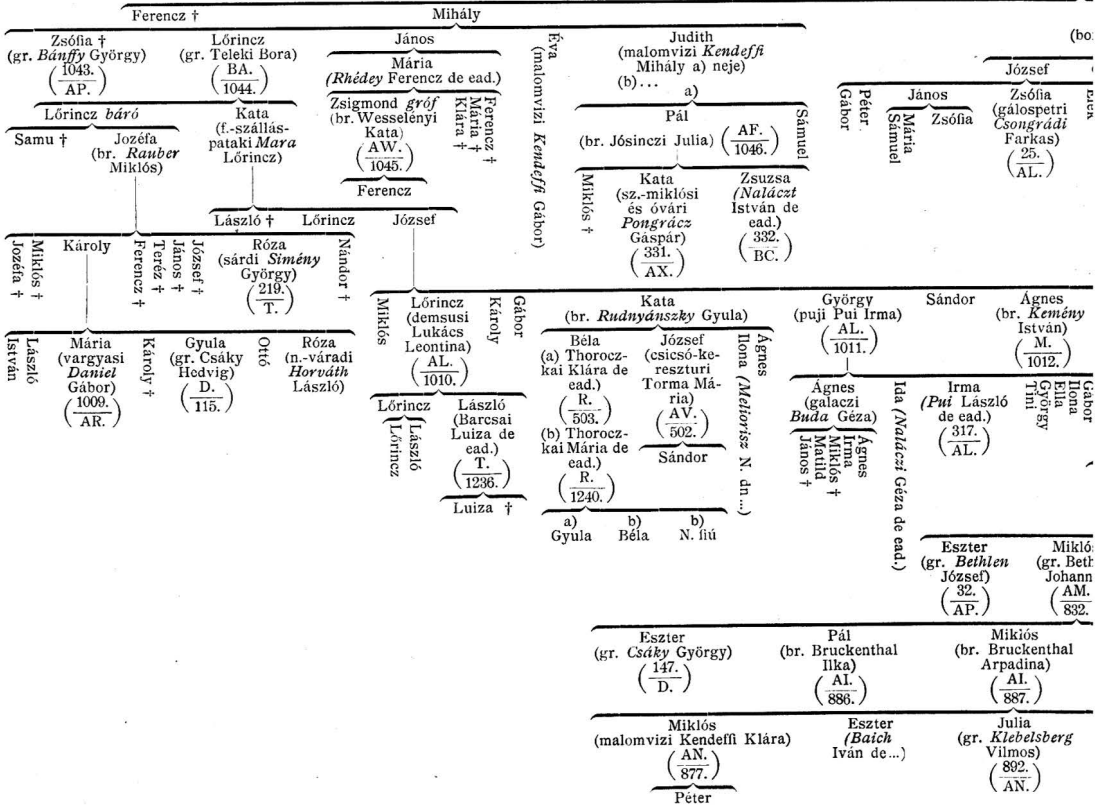 Ferencz † Mihály
Zsófia †
(gr. Bánffy György)
(1043. / AP.)
Lőrincz
(gr. Teleki Bora)
(BA. / 1044.)
János
Mária
(Rhédey Ferencz de ead.)
Zsigmond gróf
(br. Wesselényi
Kata)
(AW. / 1045.)
Klára †
Mária †
Ferencz †
Ferencz
Éva
(malomvizi Kendeffi Gábor)
Judith
(malomvizi Kendeffi
Mihály a) neje)
(b)...
a)
Pál
(br. Jósinczi Julia)
(AF. / 1046.)
Sámuel
Miklós †
Kata
(sz.-miklósi
és óvári
Pongrácz
Gáspár)
(331. / AX.)
Zsuzsa
(Naláczt
István de
ead.)
(332. / BC.)
József
Gábor
Péter
János
Sámuel
Mária
Zsófia
Zsófia
(gálospetri
Csongrádi
Farkas)
(25. / AL.)
Lőrincz báró
Kata
(f.-szállás-
pataki Mara
Lőrincz)
Samu †
Jozéfa
(br. Rauber
Miklós)
László †
Lőrincz
József
Jozéfa †
Miklós †
Károly
Ferencz †
Teréz †
János †
József †
Róza
(sárdi Simény
György)
(219. / T.)
Nándor †
István
László
Mária
(vargyasi
Daniel
Gábor)
(1009. / AR.)
Károly †
Gyula
(gr. Csáky
Hedvig)
(D. / 115.)
Ottó
Róza
(n.-váradi
Horváth
László)
Miklós
Lőrincz
(demsusi
Lukács
Leontina)
(AL. / 1010.)
Károly
Gábor
Kata
(br. Rudnyánszky Gyula)
György
(puji Pui Irma)
(AL. / 1011.)
Sándor
Ágnes
(br. Kemény
István)
(M. / 1012.)
Lőrincz
Lőrincz
László
László
(Barcsai
Luiza de
ead.)
(T. / 1236.)
Luiza †
Béla
(a) Thorocz-
kai Klára de
ead.)
(R. / 503.)
(b) Thorocz-
kai Mária de
ead.)
(R. / 1240.)
a)
Gyula
b)
Béla
b)
N. fiú
József
(csicsó-ke-
reszturi
Torma Má-
ria)
(AV. / 502.)
Sándor
Ilona (Meliorisz N. dn...)
Ágnes
Ágnes
(galaczi
Buda Géza)
János †
Matild
Miklós †
Irma
Ágnes
Ida (Naláczi Géza de ead.)
Irma
(Pui László
de ead.)
(317. / AL.)
Tini
György
Ella
Ilona
Gábor
Eszter
(gr. Bethlen
József)
(32. / AP.)
(AM. / 832.)
Eszter
(gr. Csáky György)
(147. / D.)
Pál
(br. Bruckenthal
Ilka)
(AI. / 886.)
Miklós
(br. Bruckenthal
Arpadina)
(AI. / 887.)
Miklós
(malomvizi Kendeffi Klára)
(AN. / 877.)
Péter
Eszter
(Baich
Iván de...)
Julia
(gr. Klebelsberg
Vilmos)
(892. / AN.)